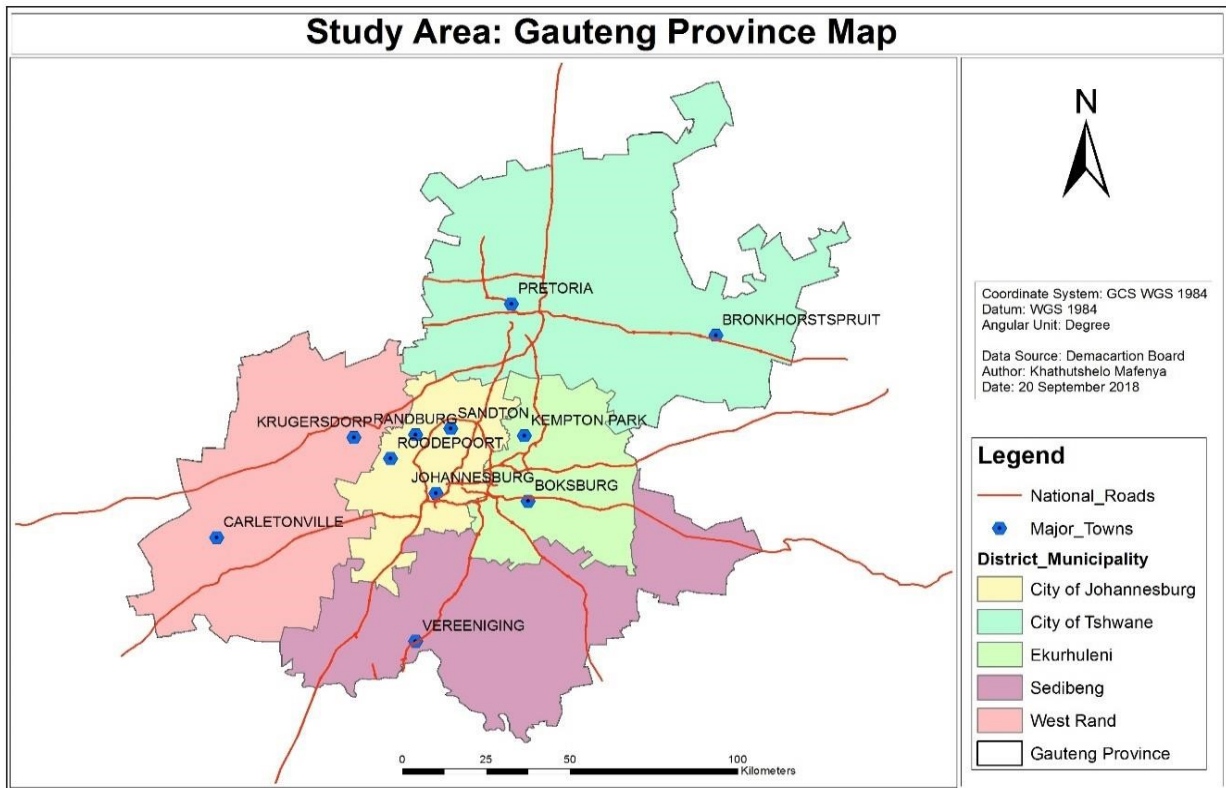 Study Area: Gauteng Province Map
N
PRETORIA
BRONKHORSTSPRUIT
KRUGERSDORP
RANDBURG
SANDTON
KEMPTON PARK
ROODEPOORT
JOHANNESBURG
BOKSBURG
CARLETONVILLE
VEREENIGING
0 25 50 100
Kilometers
Coordinate System: GCS WGS 1984
Datum: WGS 1984
Angular Unit: Degree
Data Source: Demacartion Board
Author: Khathutshelo Mafenya
Date: 20 September 2018
Legend
National_Roads
Major_Towns
District_Municipality
City of Johannesburg
City of Tshwane
Ekurhuleni
Sedibeng
West Rand
Gauteng Province